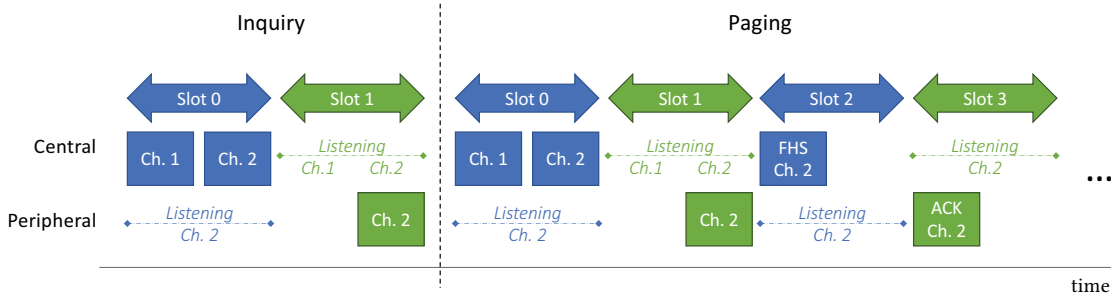 Inquiry
Paging
Slot 0
Slot 1
Slot 0
Slot 1
Slot 2
Slot 3
Central
Ch. 1
Ch. 2
Listening
Ch.1
Ch.2
Ch. 1
Ch. 2
Listening
Ch.1
Ch.2
FHS
Ch. 2
Listening
Ch.2
...
Peripheral
Listening
Ch. 2
Ch. 2
Listening
Ch. 2
Ch. 2
Listening
Ch. 2
ACK
Ch. 2
time